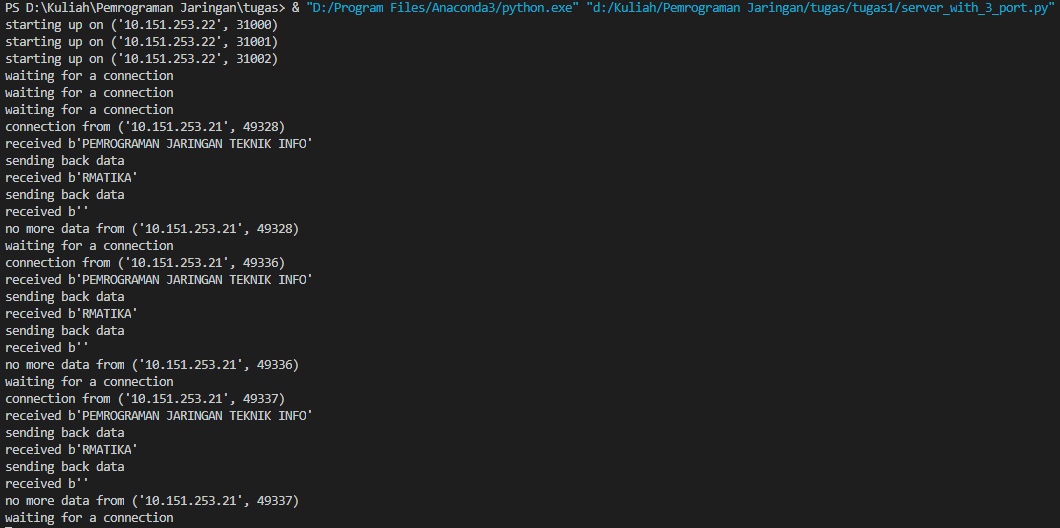 PS D:\Kuliah\Pemrograman Jaringan\tugas> & "D:/Program Files/Anaconda3/python.exe" "d:/Kuliah/Pemrograman Jaringan/tugas/tugas1/server_with_3_port.py"
starting up on ('10.151.253.22', 31000)
starting up on ('10.151.253.22', 31001)
starting up on ('10.151.253.22', 31002)
waiting for a connection
waiting for a connection
waiting for a connection
connection from ('10.151.253.21', 49328)
received b'PEMROGRAMAN JARINGAN TEKNIK INFO'
sending back data
received b'RMATIKA'
sending back data
received b''
no more data from ('10.151.253.21', 49328)
waiting for a connection
connection from ('10.151.253.21', 49336)
received b'PEMROGRAMAN JARINGAN TEKNIK INFO'
sending back data
received b'RMATIKA'
sending back data
received b''
no more data from ('10.151.253.21', 49336)
waiting for a connection
connection from ('10.151.253.21', 49337)
received b'PEMROGRAMAN JARINGAN TEKNIK INFO'
sending back data
received b'RMATIKA'
sending back data
received b''
no more data from ('10.151.253.21', 49337)
waiting for a connection